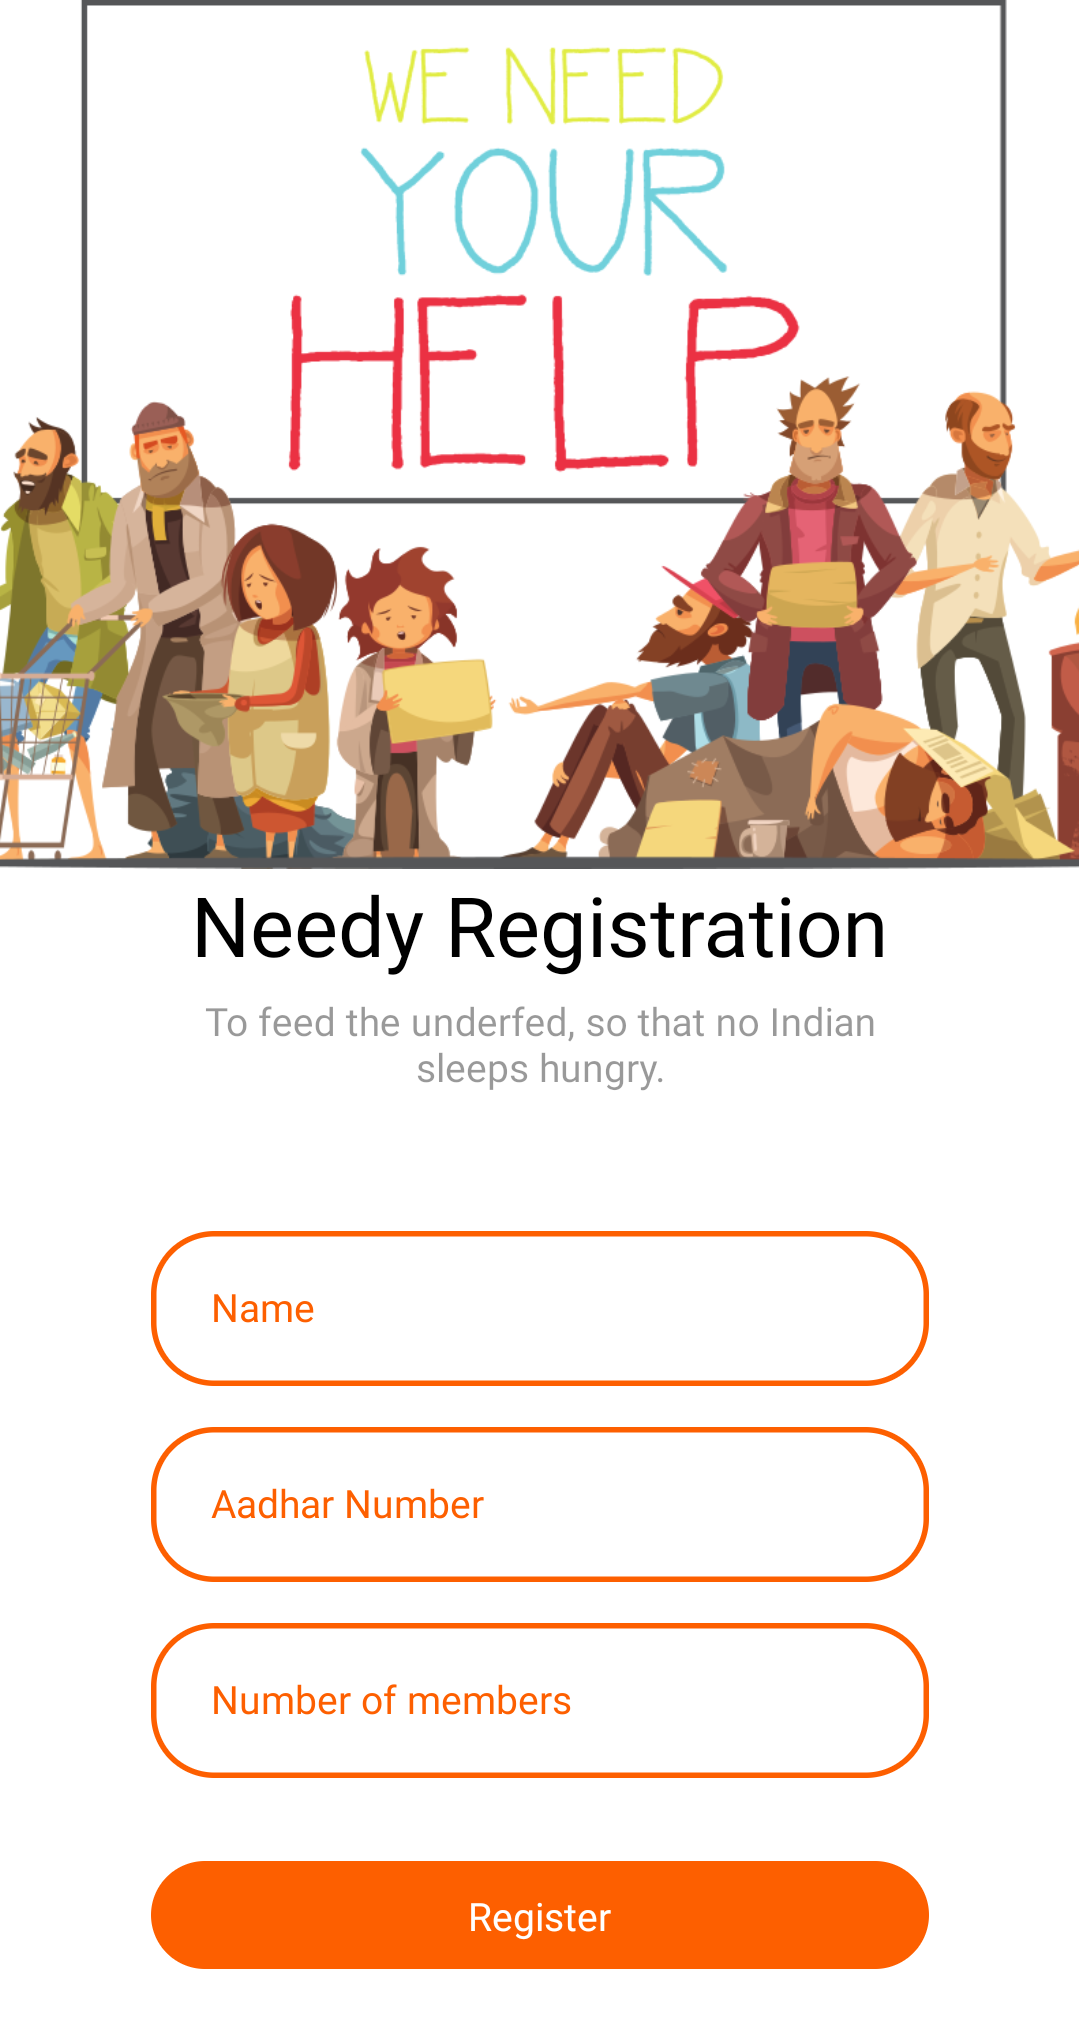 WE NEED
YOUR
HELP
Needy Registration
To feed the underfed, so that no Indian
sleeps hungry.
Name
Aadhar Number
Number of members
Register